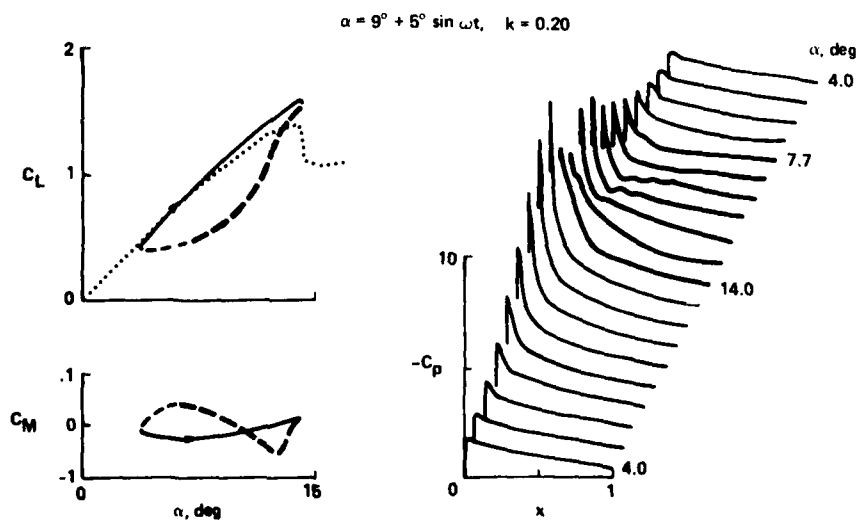 α = 9° + 5° sin ωt, k = 0.20
2
1
0
C_L
15
.1
0
-1
C_M
0
15
α, deg
α, deg
4.0
7.7
14.0
10
-C_p
4.0
0
1
x